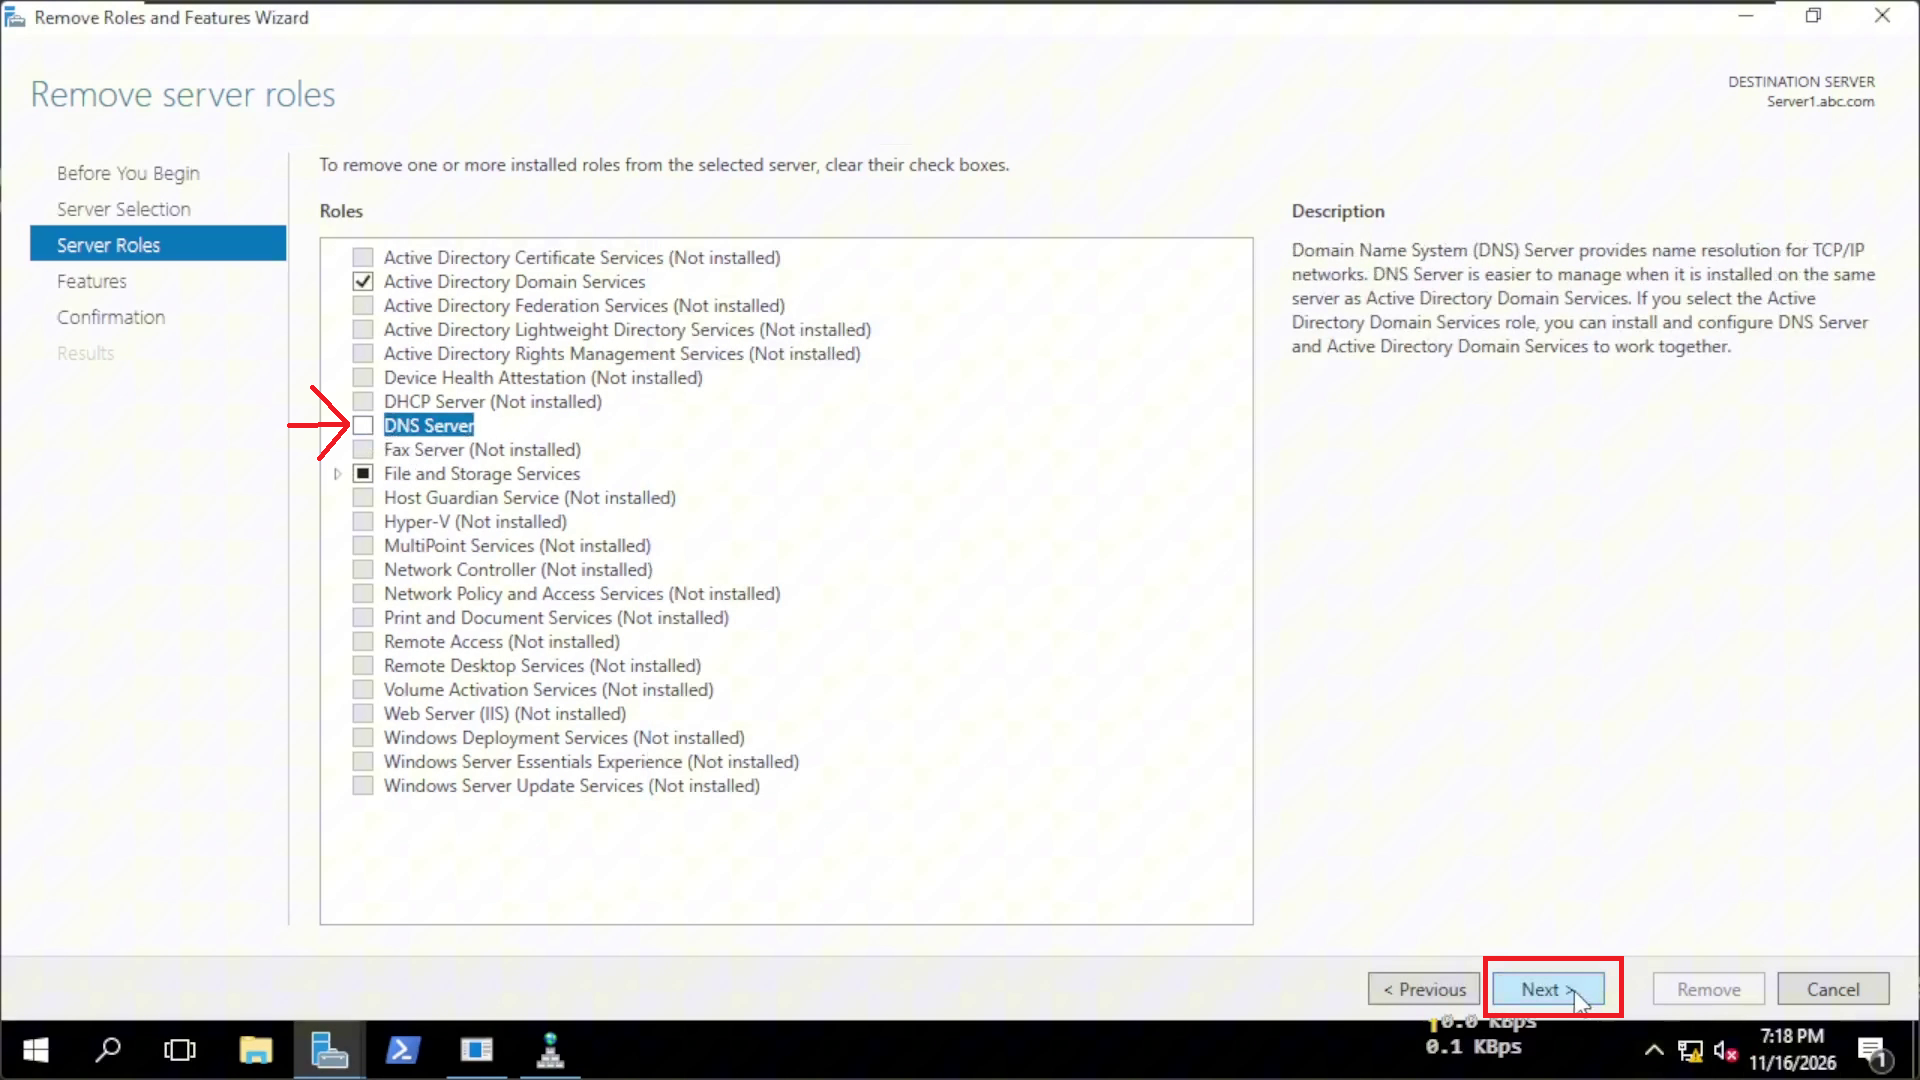 Remove Roles and Features Wizard
Remove server roles
DESTINATION SERVER
Server1.abc.com
Before You Begin
Server Selection
Server Roles
Features
Confirmation
Results
To remove one or more installed roles from the selected server, clear their check boxes.
Roles
Active Directory Certificate Services (Not installed)
Active Directory Domain Services
Active Directory Federation Services (Not installed)
Active Directory Lightweight Directory Services (Not installed)
Active Directory Rights Management Services (Not installed)
Device Health Attestation (Not installed)
DHCP Server (Not installed)
DNS Server
Fax Server (Not installed)
File and Storage Services
Host Guardian Service (Not installed)
Hyper-V (Not installed)
MultiPoint Services (Not installed)
Network Controller (Not installed)
Network Policy and Access Services (Not installed)
Print and Document Services (Not installed)
Remote Access (Not installed)
Remote Desktop Services (Not installed)
Volume Activation Services (Not installed)
Web Server (IIS) (Not installed)
Windows Deployment Services (Not installed)
Windows Server Essentials Experience (Not installed)
Windows Server Update Services (Not installed)
Description
Domain Name System (DNS) Server provides name resolution for TCP/IP
networks. DNS Server is easier to manage when it is installed on the same
server as Active Directory Domain Services. If you select the Active
Directory Domain Services role, you can install and configure DNS Server
and Active Directory Domain Services to work together.
< Previous
Next >
Remove
Cancel
0.0 KBps
0.1 KBps
7:18 PM
11/16/2026
1